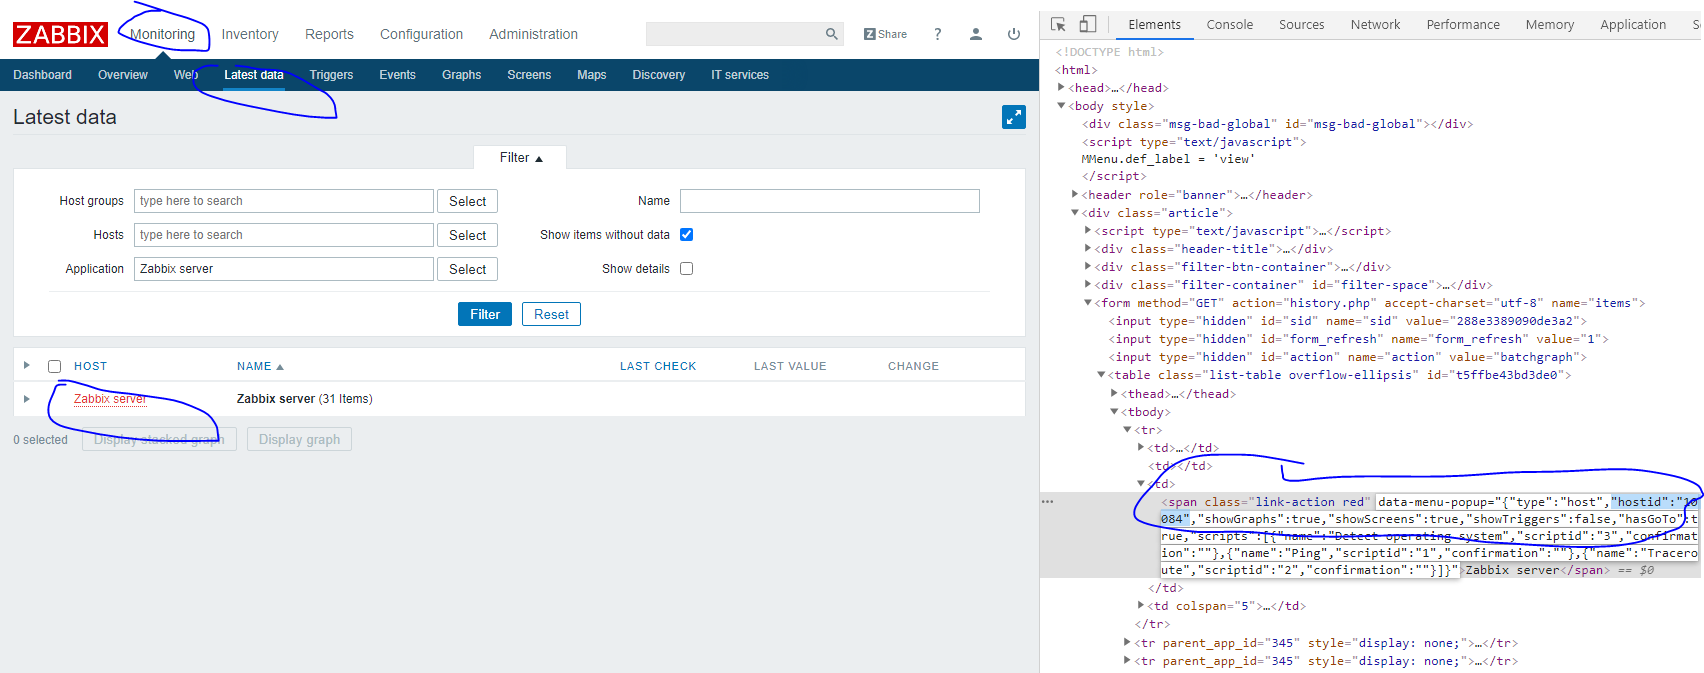 ZABBIX Monitoring Inventory Reports Configuration Administration Z Share ?
Dashboard Overview Web Latest data Triggers Events Graphs Screens Maps Discovery IT services
Latest data
Filter
Host groups type here to search Select Name
Hosts type here to search Select Show items without data
Application Zabbix server Select Show details
Filter Reset
HOST NAME LAST CHECK LAST VALUE CHANGE
Zabbix server Zabbix server (31 Items)
0 selected Display stacked graph Display graph
Elements Console Sources Network Performance Memory Application S
<!DOCTYPE html>
<html>
<head>…</head>
<body style>
<div class="msg-bad-global" id="msg-bad-global"></div>
<script type="text/javascript">
MMenu.def_label = 'view'
</script>
<header role="banner">…</header>
<div class="article">
<script type="text/javascript">…</script>
<div class="header-title">…</div>
<div class="filter-btn-container">…</div>
<div class="filter-container" id="filter-space">…</div>
<form method="GET" action="history.php" accept-charset="utf-8" name="items">
<input type="hidden" id="sid" name="sid" value="288e3389090de3a2">
<input type="hidden" id="form_refresh" name="form_refresh" value="1">
<input type="hidden" id="action" name="action" value="batchgraph">
<table class="list-table overflow-ellipsis" id="t5ffbe43bd3de0">
<thead>…</thead>
<tbody>
<tr>
<td>…</td>
<td></td>
<td>
<span class="link-action red" data-menu-popup="{"type":"host","hostid":"10
084","showGraphs":true,"showScreens":true,"showTriggers":false,"hasGoTo":t
rue,"scripts":[{"name":"Detect operating system","scriptid":"3","confirmat
ion":""},{"name":"Ping","scriptid":"1","confirmation":""},{"name":"Tracero
ute","scriptid":"2","confirmation":""}]}">Zabbix server</span> == $0
</td>
<td colspan="5">…</td>
</tr>
<tr parent_app_id="345" style="display: none;">…</tr>
<tr parent_app_id="345" style="display: none;">…</tr>